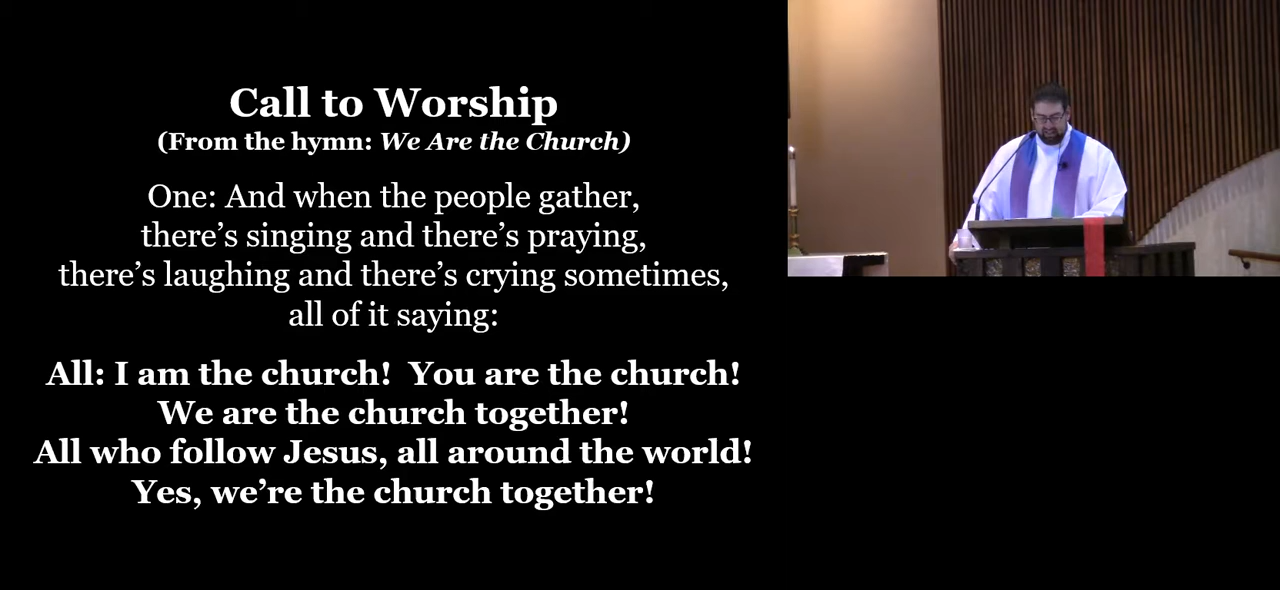 Call to Worship
(From the hymn: We Are the Church)
One: And when the people gather,
there’s singing and there’s praying,
there’s laughing and there’s crying sometimes,
all of it saying:
All: I am the church!  You are the church!
We are the church together!
All who follow Jesus, all around the world!
Yes, we’re the church together!